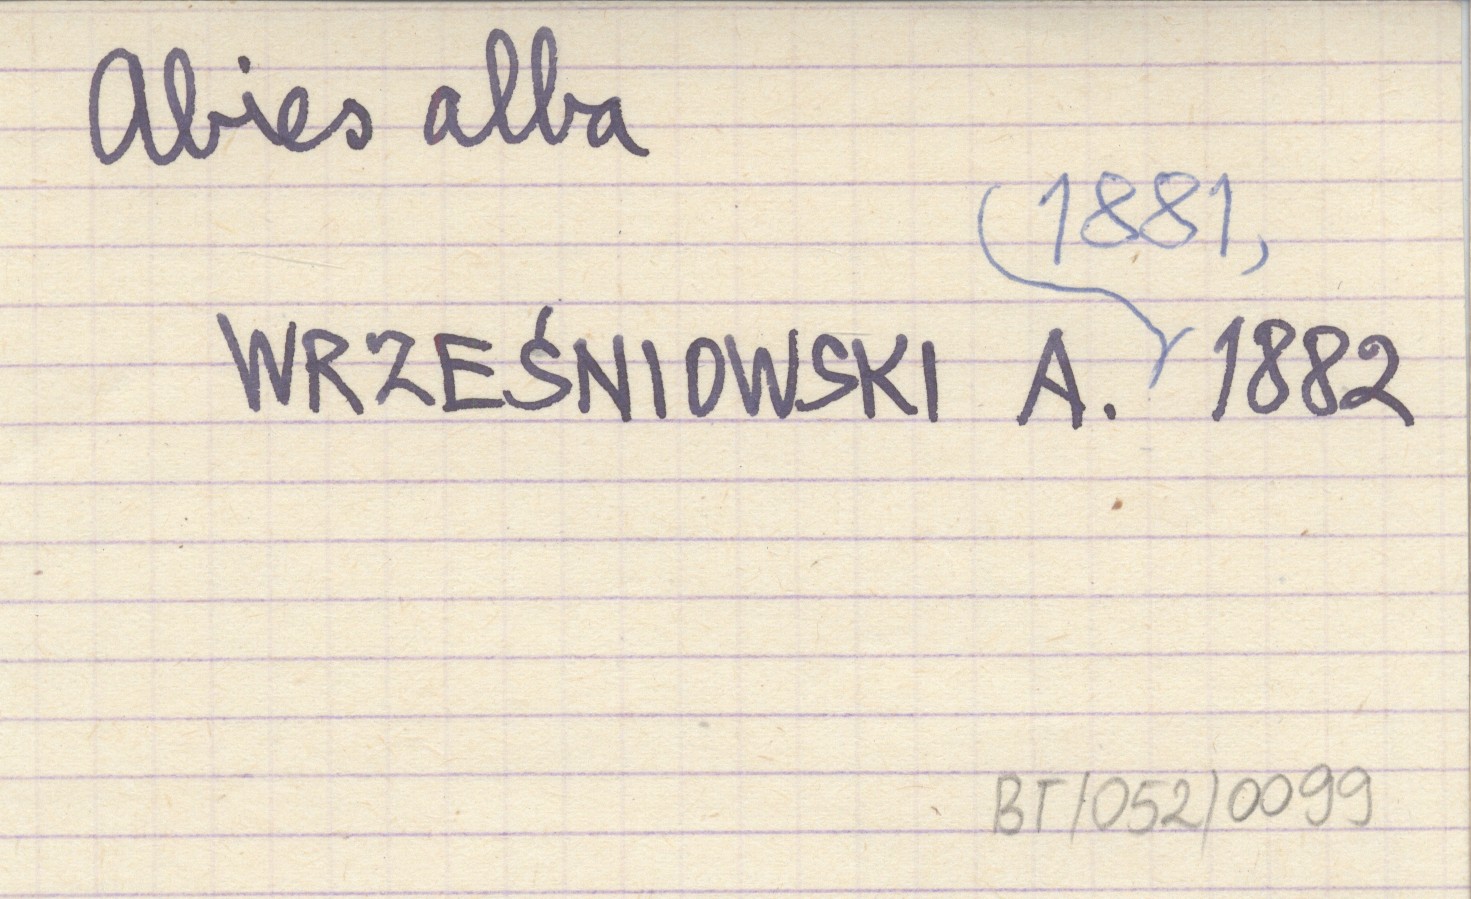 Abies alba
1881,
WRZEŚNIOWSKI A. 1882
BT/052/0099